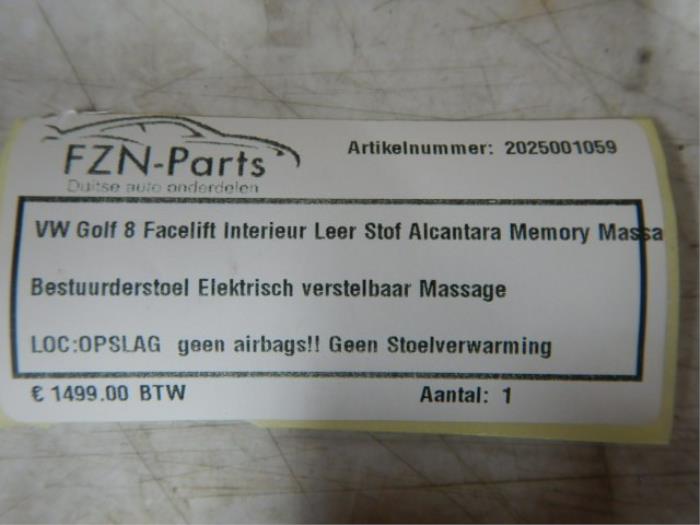 FZN-Parts
Duitse auto onderdelen
Artikelnummer: 2025001059
VW Golf 8 Facelift Interieur Leer Stof Alcantara Memory Massa
Bestuurderstoel Elektrisch verstelbaar Massage
LOC:OPSLAG geen airbags!! Geen Stoelverwarming
€ 1499.00 BTW
Aantal: 1